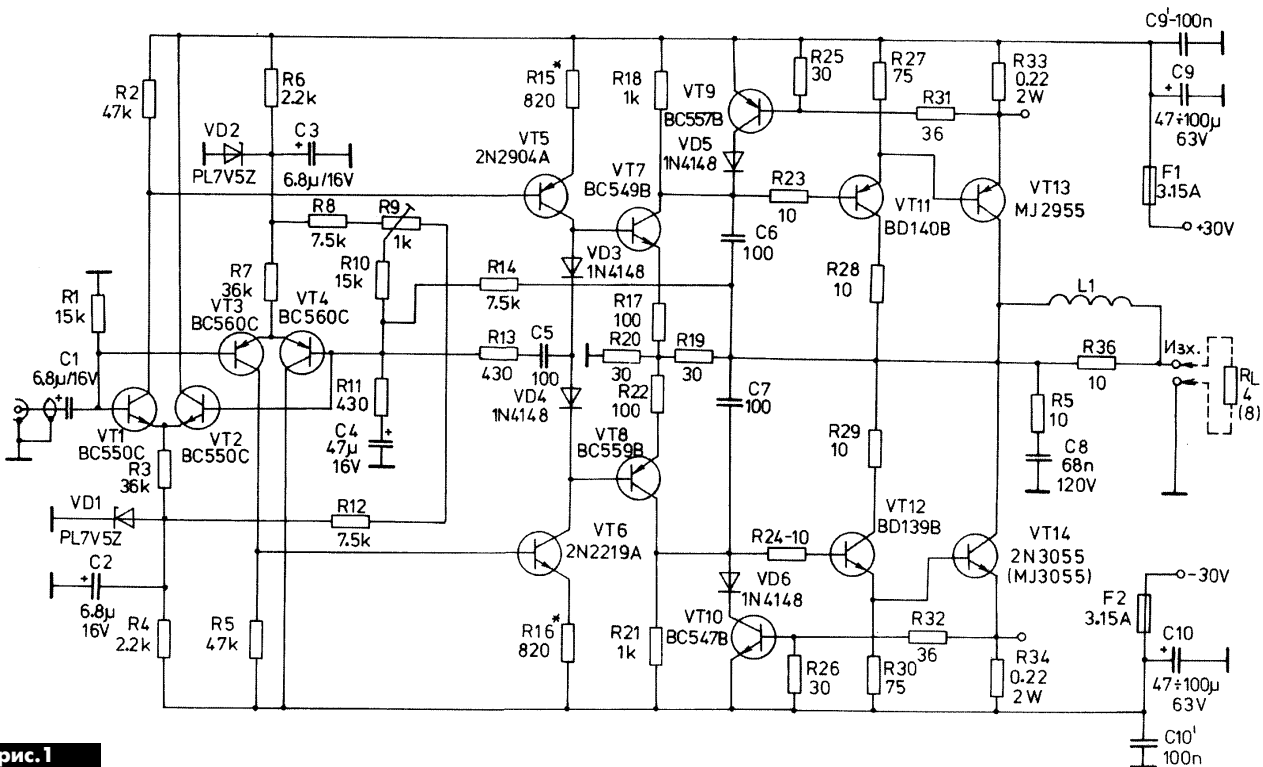 C9'-100n
R2
47k
R6
2.2k
R15*
820
R18
1k
VT9
BC557B
R25
30
R27
75
R33
0.22
2W
C9
+
47÷100µ
63V
R31
36
VD2
PL7V5Z
+
C3
6.8µ/16V
VT5
2N2904A
VT7
BC549B
VD5
1N4148
R23
10
VT11
BD140B
VT13
MJ2955
F1
3.15A
+30V
R8
7.5k
R9
1k
VD3
1N4148
C6
100
R7
36k
R10
15k
R14
7.5k
R28
10
L1
R1
15k
VT3
BC560C
VT4
BC560C
R17
100
C1
6.8µ/16V
+
R13
430
C5
100
R20
30
R19
30
Изх.
R36
10
RL
4
(8)
R11
430
VD4
1N4148
R22
100
C7
100
R5
10
VT1
BC550C
VT2
BC550C
C4
47µ
16V
+
VT8
BC559B
R29
10
C8
68n
120V
R3
36k
VD1
PL7V5Z
R12
7.5k
VT6
2N2219A
R24-10
VT12
BD139B
VT14
2N3055
(MJ3055)
-30V
+
C2
6.8µ
16V
VD6
1N4148
F2
3.15A
R4
2.2k
R5
47k
R16*
820
R21
1k
VT10
BC547B
R32
36
C10
+
47÷100µ
63V
R26
30
R30
75
R34
0.22
2W
C10'
100n
рис.1